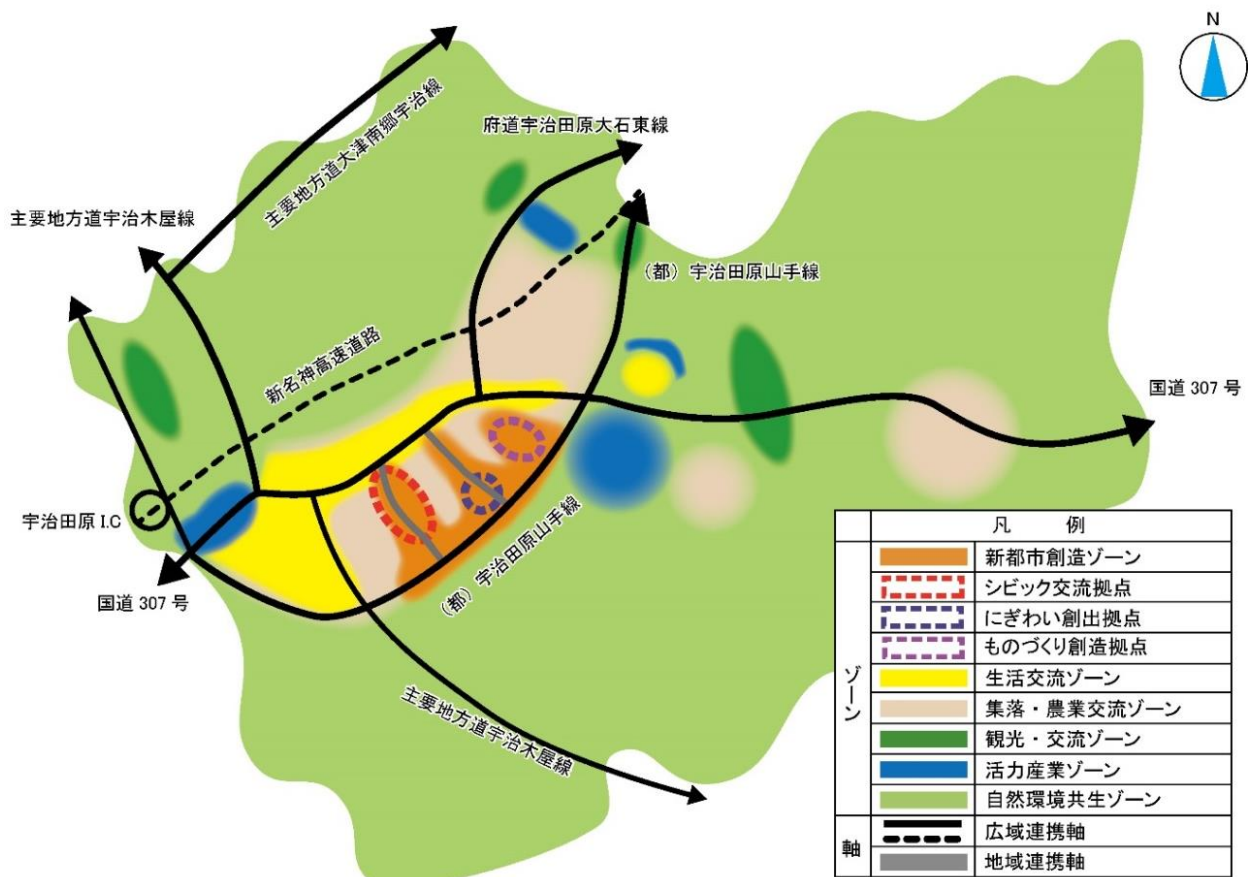 N
府道宇治田原大石東線
主要地方道大津南郷宇治線
主要地方道宇治木屋線
(都)宇治田原山手線
新名神高速道路
国道 307 号
宇治田原 I.C
国道 307 号
(都)宇治田原山手線
主要地方道宇治木屋線
凡 例
ゾーン
新都市創造ゾーン
シビック交流拠点
にぎわい創出拠点
ものづくり創造拠点
生活交流ゾーン
集落・農業交流ゾーン
観光・交流ゾーン
活力産業ゾーン
自然環境共生ゾーン
軸
広域連携軸
地域連携軸